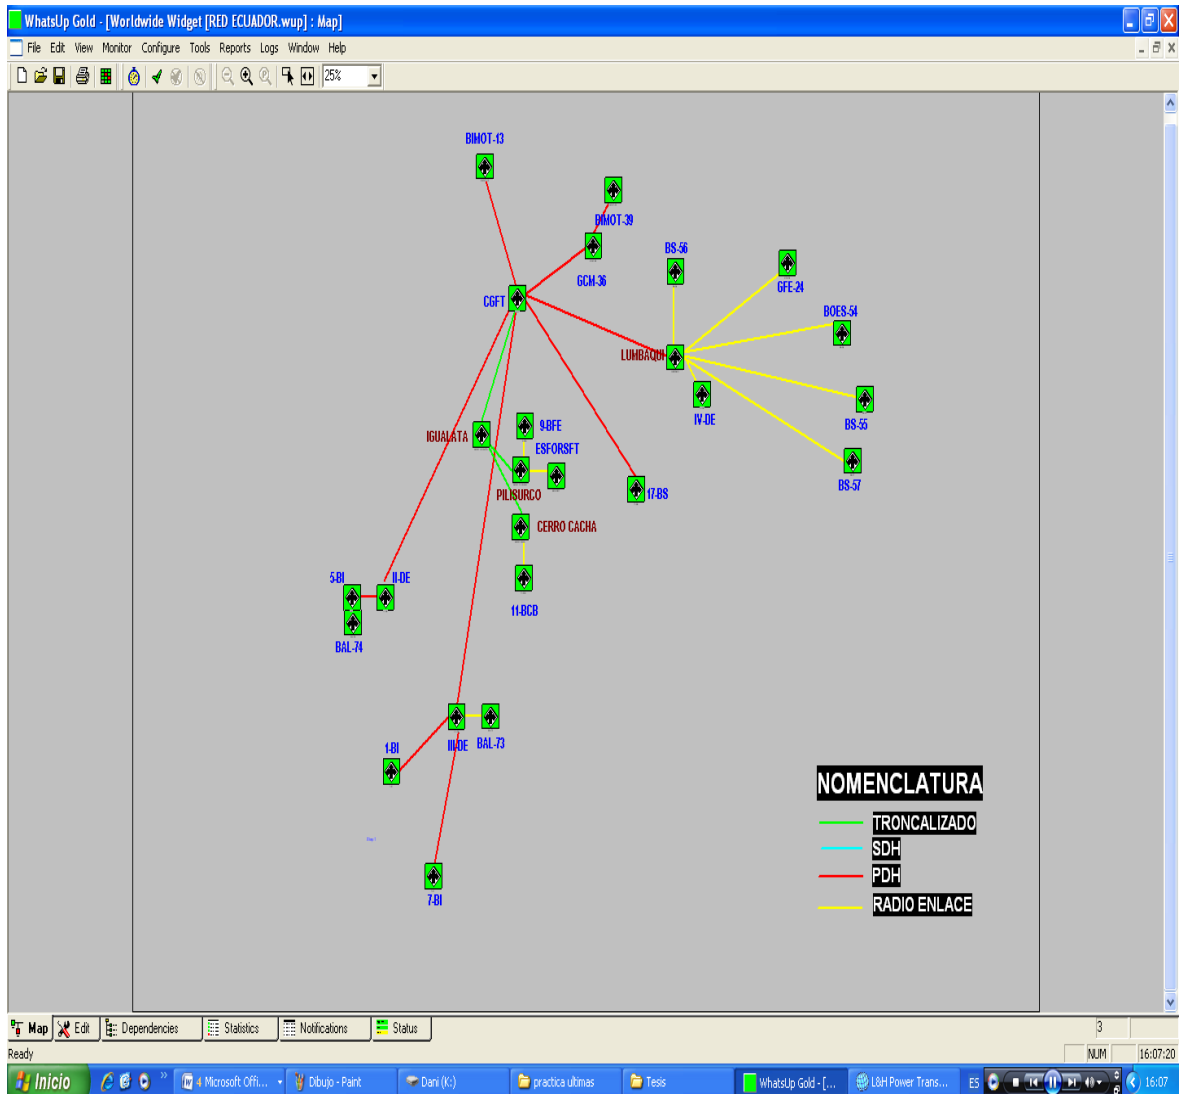 WhatsUp Gold - [Worldwide Widget [RED ECUADOR.wup] : Map]
File Edit View Monitor Configure Tools Reports Logs Window Help
25%
BIMOT-13
BIMOT-39
BS-56
GCM-36
GFE-24
CGFT
BOES-54
LUMBAQUI
IV-DE
BS-55
9-BFE
IGUALATA
ESFORSFT
BS-57
PILISURCO
17-BS
CERRO CACHA
5-BI
II-DE
11-BCB
BAL-74
III-DE
BAL-73
1-BI
7-BI
NOMENCLATURA
TRONCALIZADO
SDH
PDH
RADIO ENLACE
Map Edit Dependencies Statistics Notifications Status
3
Ready
NUM 16:07:20
Inicio
4 Microsoft Offi... Dibujo - Paint Dani (K:) practica ultimas Tesis WhatsUp Gold - [... L&H Power Trans... ES 16:07